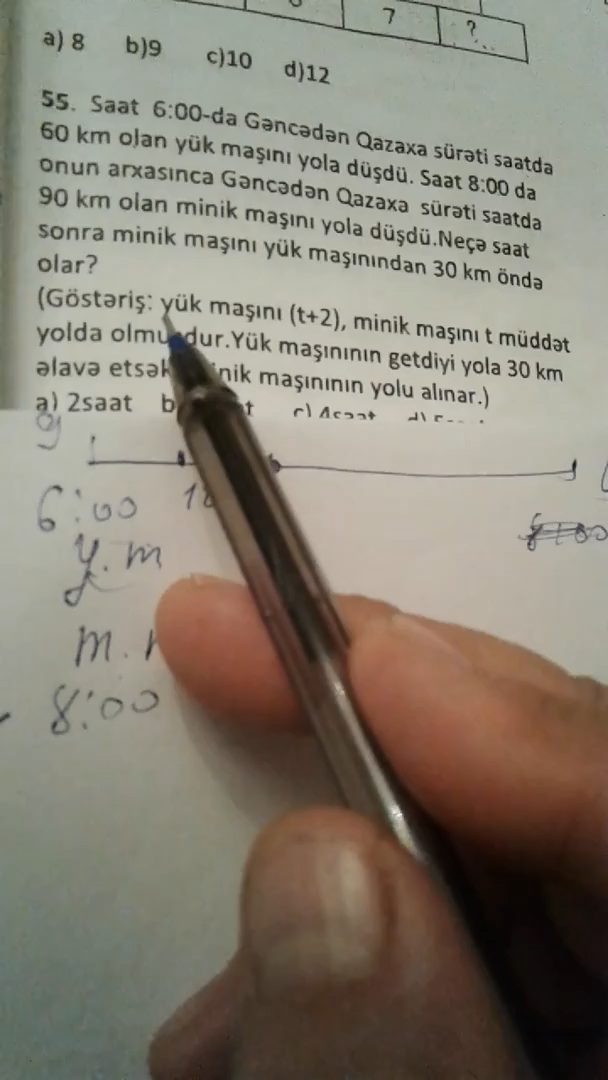 7 ?
a) 8 b)9 c)10 d)12
55. Saat 6:00-da Gəncədən Qazaxa sürəti saatda
60 km olan yük maşını yola düşdü. Saat 8:00 da
onun arxasınca Gəncədən Qazaxa sürəti saatda
90 km olan minik maşını yola düşdü.Neçə saat
sonra minik maşını yük maşınından 30 km öndə
olar?
(Göstəriş: yük maşını (t+2), minik maşını t müddət
yolda olmu dur.Yük maşınının getdiyi yola 30 km
əlavə etsək nik maşınının yolu alınar.)
a) 2saat b t c) 4saat d)
6:00
y.m
m.
8:00